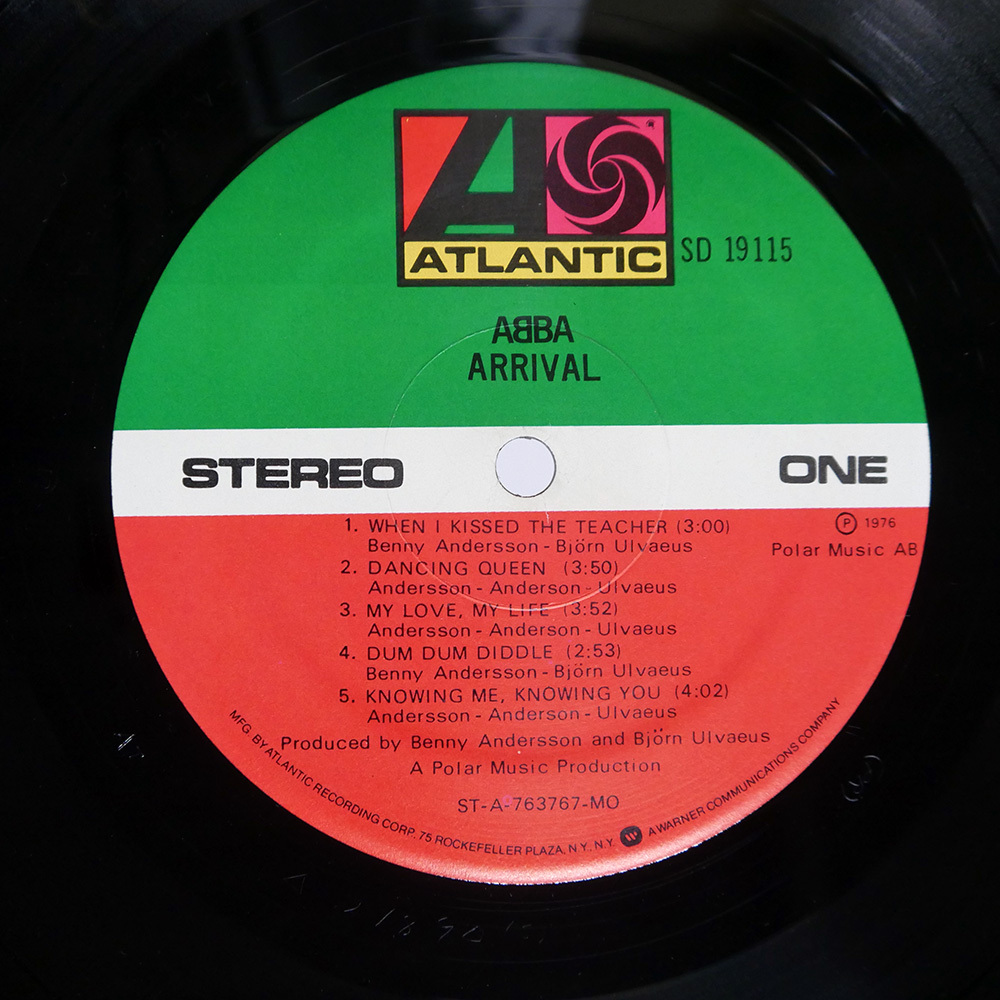 ATLANTIC
SD 19115
ABBA
ARRIVAL
STEREO
ONE
℗ 1976
Polar Music AB
1. WHEN I KISSED THE TEACHER (3:00)
Benny Andersson - Björn Ulvaeus
2. DANCING QUEEN (3:50)
Andersson - Anderson - Ulvaeus
3. MY LOVE, MY LIFE (3:52)
Andersson - Anderson - Ulvaeus
4. DUM DUM DIDDLE (2:53)
Benny Andersson - Björn Ulvaeus
5. KNOWING ME, KNOWING YOU (4:02)
Andersson - Anderson - Ulvaeus
Produced by Benny Andersson and Björn Ulvaeus
A Polar Music Production
ST-A-763767-MO
MFG. BY ATLANTIC RECORDING CORP. 75 ROCKEFELLER PLAZA, N.Y. N.Y. A WARNER COMMUNICATIONS COMPANY